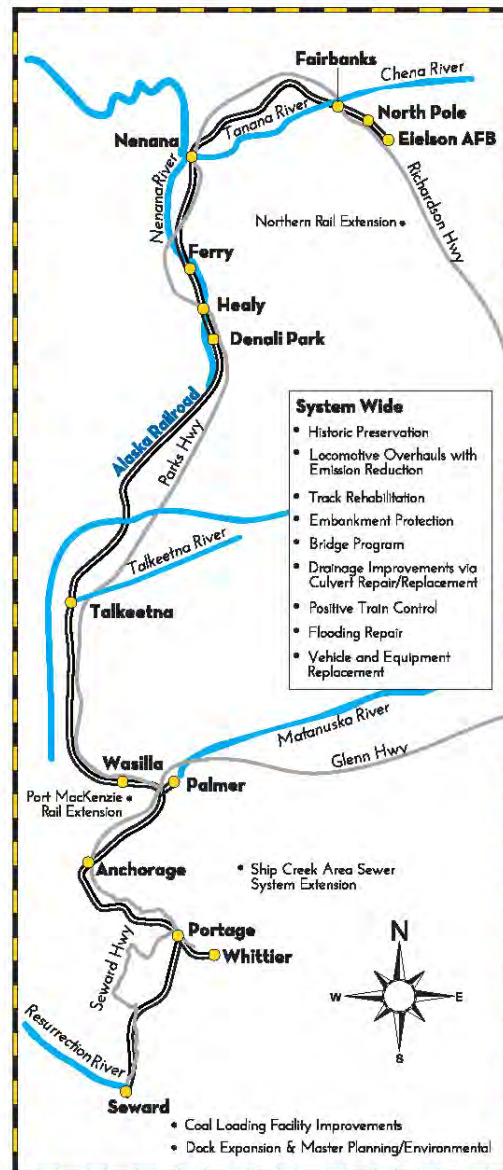 Fairbanks
Chena River
North Pole
Tanana River
Eielson AFB
Nenana
Nenana River
Richardson Hwy
Northern Rail Extension
Ferry
Healy
Denali Park
Alaska Railroad
Parks Hwy
System Wide
• Historic Preservation
• Locomotive Overhauls with
Emission Reduction
• Track Rehabilitation
• Embankment Protection
• Bridge Program
• Drainage Improvements via
Culvert Repair/Replacement
• Positive Train Control
• Flooding Repair
• Vehicle and Equipment
Replacement
Talkeetna River
Talkeetna
Matanuska River
Glenn Hwy
Wasilla
Palmer
Port MacKenzie
Rail Extension
Anchorage
• Ship Creek Area Sewer
System Extension
Portage
Whittier
Seward Hwy
N
W
E
S
Resurrection River
Seward
• Coal Loading Facility Improvements
• Dock Expansion & Master Planning/Environmental